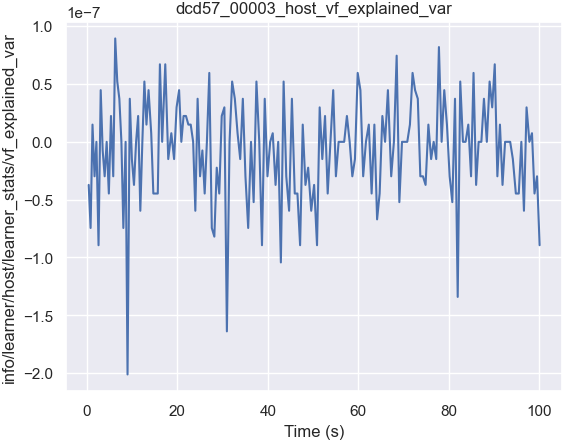 dcd57_00003_host_vf_explained_var
1e−7
1.0
0.5
0.0
−0.5
−1.0
−1.5
−2.0
info/learner/host/learner_stats/vf_explained_var
0 20 40 60 80 100
Time (s)